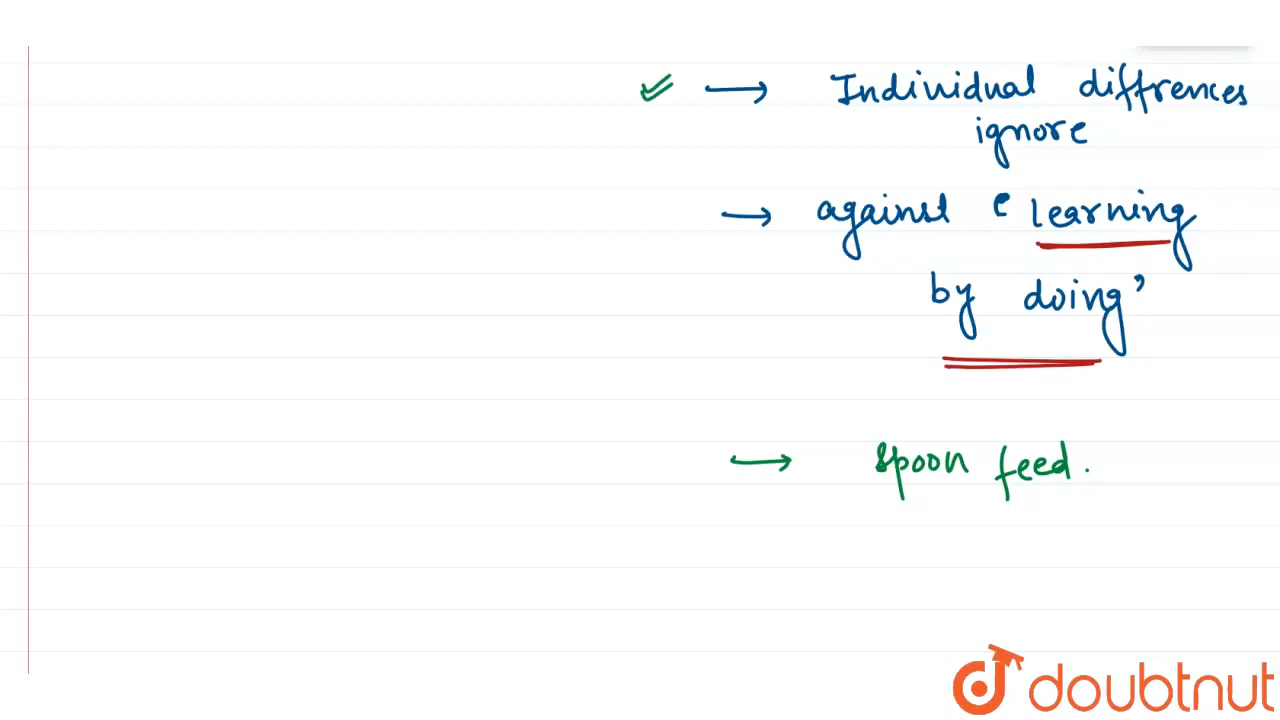 → Individual diffrences
ignore
→ against ‘learning
by doing’
→ spoon feed.
doubtnut